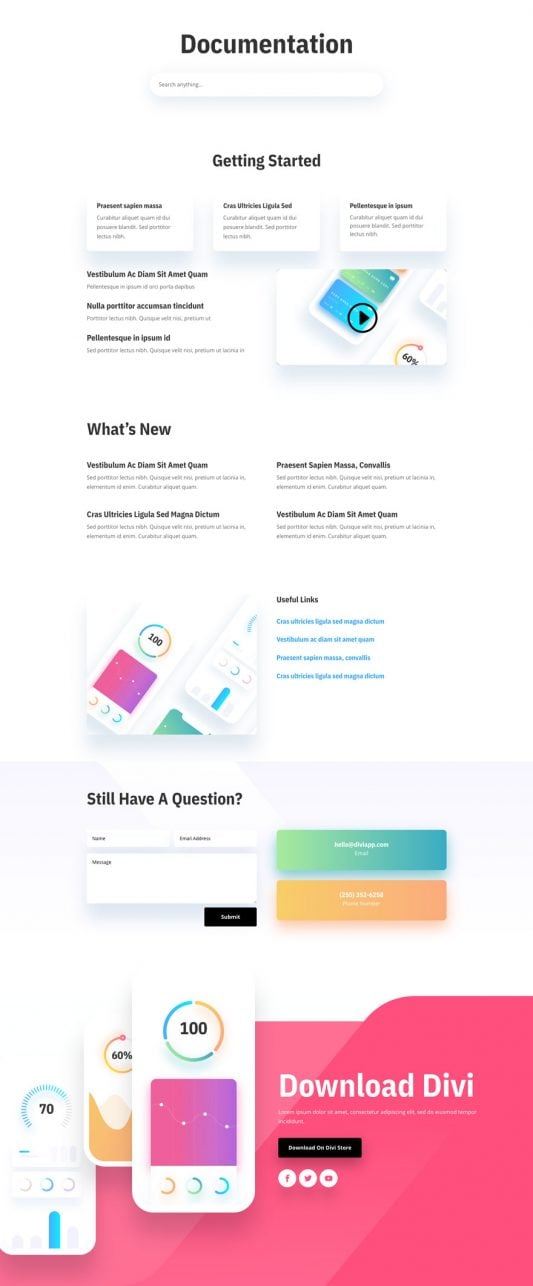 Documentation
Search anything...
Getting Started
Praesent sapien massa
Curabitur aliquet quam id dui
posuere blandit. Sed porttitor
lectus nibh.
Cras Ultricies Ligula Sed
Curabitur aliquet quam id dui
posuere blandit. Sed porttitor
lectus nibh.
Pellentesque in ipsum
Curabitur aliquet quam id dui
posuere blandit. Sed porttitor
lectus nibh.
Vestibulum Ac Diam Sit Amet Quam
Pellentesque in ipsum id orci porta dapibus
Nulla porttitor accumsan tincidunt
Porttitor lectus nibh. Quisque velit nisi, pretium ut
Pellentesque in ipsum id
Sed porttitor lectus nibh. Quisque velit nisi, pretium ut lacinia in
60%
What's New
Vestibulum Ac Diam Sit Amet Quam
Sed porttitor lectus nibh. Quisque velit nisi, pretium ut lacinia in,
elementum id enim. Curabitur aliquet quam.
Praesent Sapien Massa, Convallis
Sed porttitor lectus nibh. Quisque velit nisi, pretium ut lacinia in,
elementum id enim. Curabitur aliquet quam.
Cras Ultricies Ligula Sed Magna Dictum
Sed porttitor lectus nibh. Quisque velit nisi, pretium ut lacinia in,
elementum id enim. Curabitur aliquet quam.
Vestibulum Ac Diam Sit Amet Quam
Sed porttitor lectus nibh. Quisque velit nisi, pretium ut lacinia in,
elementum id enim. Curabitur aliquet quam.
100
Useful Links
Cras ultricies ligula sed magna dictum
Vestibulum ac diam sit amet quam
Praesent sapien massa, convallis
Cras ultricies ligula sed magna dictum
Still Have A Question?
Name
Email Address
Message
Submit
hello@diviapp.com
Email
(250) 352-6258
Phone Number
100
60%
70
Download Divi
Lorem ipsum dolor sit amet, consectetur adipiscing elit, sed do eiusmod tempor
incididunt.
Download On Divi Store